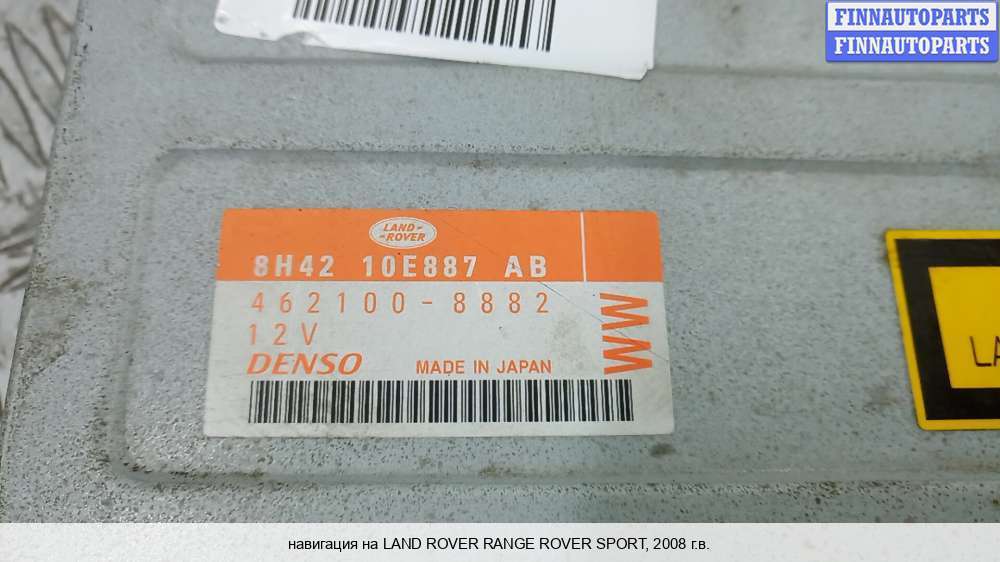 FINNAUTOPARTS
FINNAUTOPARTS
LAND
ROVER
8H42 10E887 AB
462100-8882
12V
DENSO MADE IN JAPAN
WW
навигация на LAND ROVER RANGE ROVER SPORT, 2008 г.в.